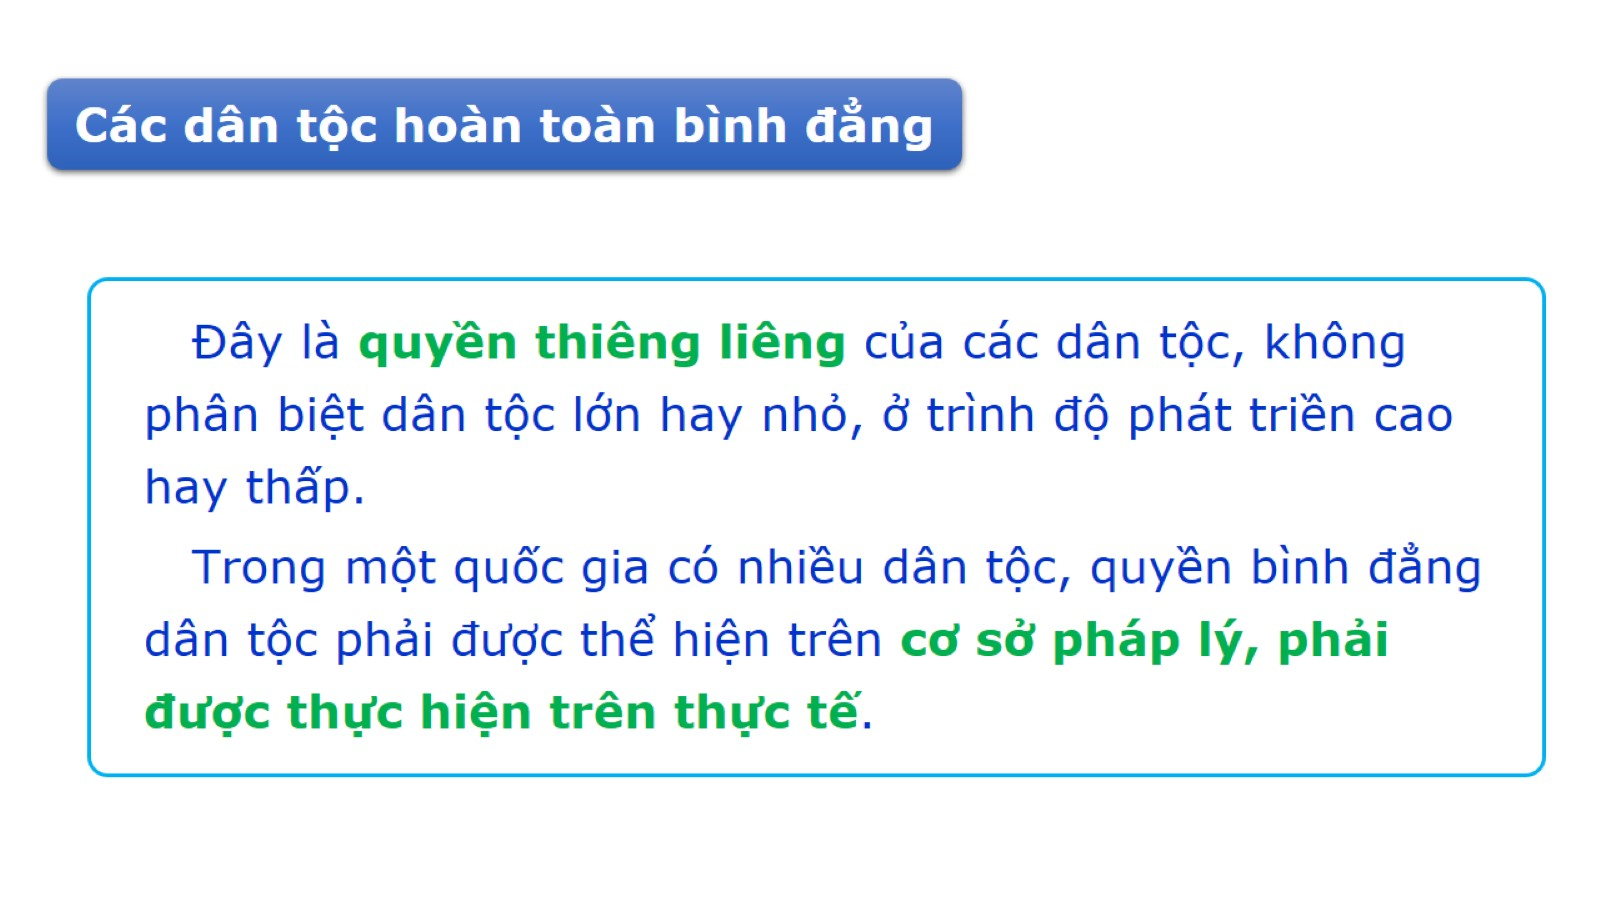 Các dân tộc hoàn toàn bình đẳng
Đây là quyền thiêng liêng của các dân tộc, không
phân biệt dân tộc lớn hay nhỏ, ở trình độ phát triền cao
hay thấp.
Trong một quốc gia có nhiều dân tộc, quyền bình đẳng
dân tộc phải được thể hiện trên cơ sở pháp lý, phải
được thực hiện trên thực tế.